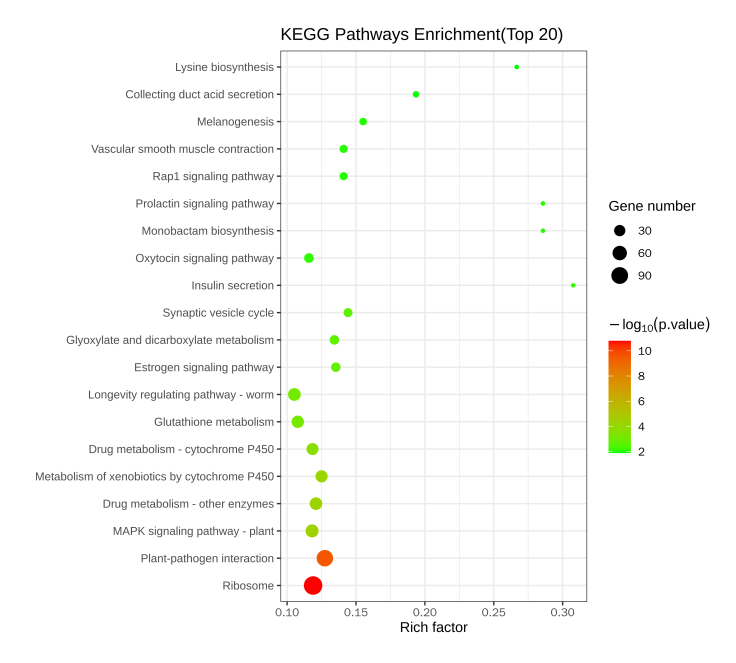 KEGG Pathways Enrichment(Top 20)
Lysine biosynthesis
Collecting duct acid secretion
Melanogenesis
Vascular smooth muscle contraction
Rap1 signaling pathway
Prolactin signaling pathway
Monobactam biosynthesis
Oxytocin signaling pathway
Insulin secretion
Synaptic vesicle cycle
Glyoxylate and dicarboxylate metabolism
Estrogen signaling pathway
Longevity regulating pathway - worm
Glutathione metabolism
Drug metabolism - cytochrome P450
Metabolism of xenobiotics by cytochrome P450
Drug metabolism - other enzymes
MAPK signaling pathway - plant
Plant-pathogen interaction
Ribosome
0.10 0.15 0.20 0.25 0.30
Rich factor
Gene number
30
60
90
−log10(p.value)
10
8
6
4
2